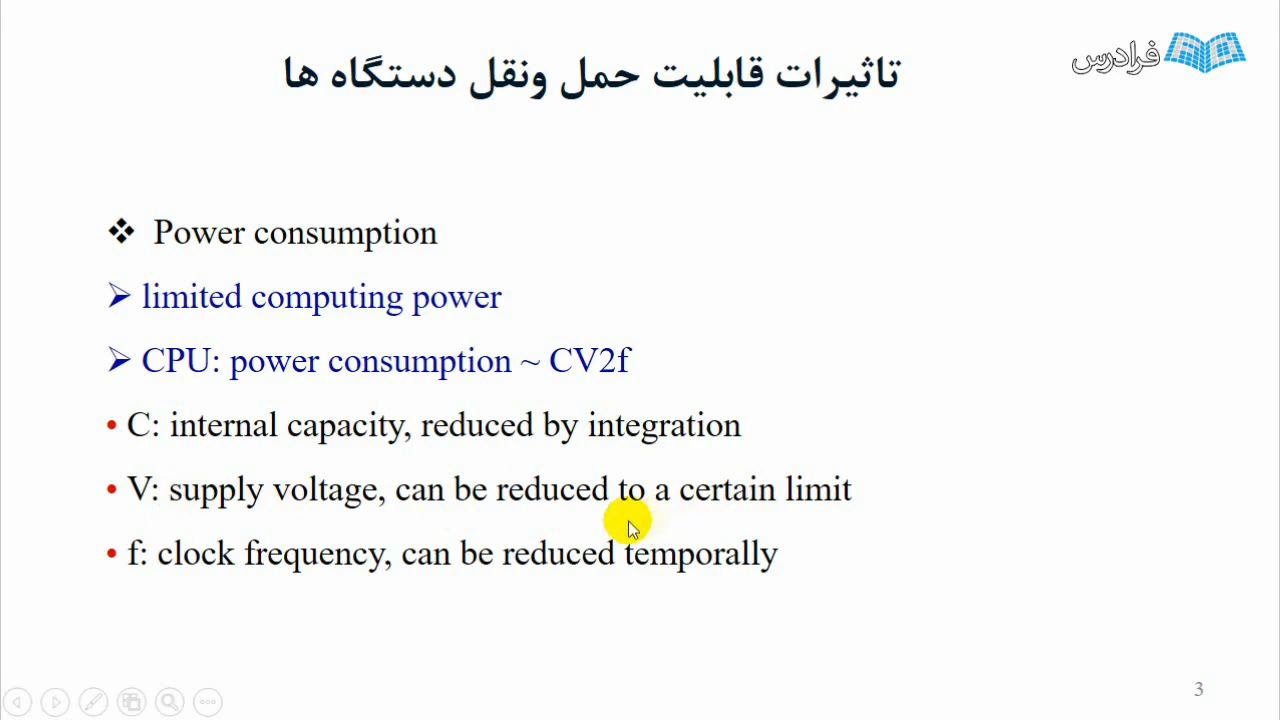 فرادرس
تاثیرات قابلیت حمل ونقل دستگاه ها
Power consumption
limited computing power
CPU: power consumption ~ CV2f
C: internal capacity, reduced by integration
V: supply voltage, can be reduced to a certain limit
f: clock frequency, can be reduced temporally
3